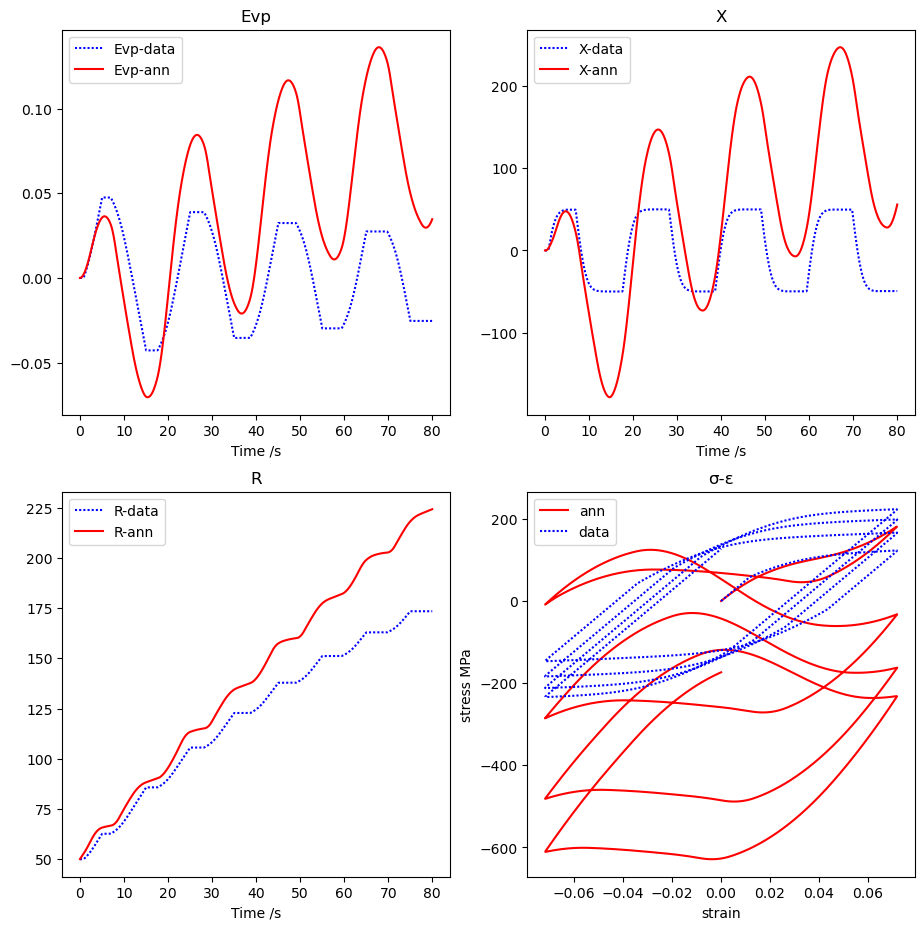 Evp
Evp-data
Evp-ann
0.10
0.05
0.00
−0.05
0 10 20 30 40 50 60 70 80
Time /s
X
X-data
X-ann
200
100
0
−100
0 10 20 30 40 50 60 70 80
Time /s
R
R-data
R-ann
225
200
175
150
125
100
75
50
0 10 20 30 40 50 60 70 80
Time /s
σ-ε
ann
data
200
0
−200
−400
−600
stress MPa
−0.06 −0.04 −0.02 0.00 0.02 0.04 0.06
strain